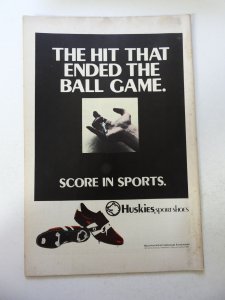 THE HIT THAT
ENDED THE
BALL GAME.
SCORE IN SPORTS.
Huskies SPORT SHOES